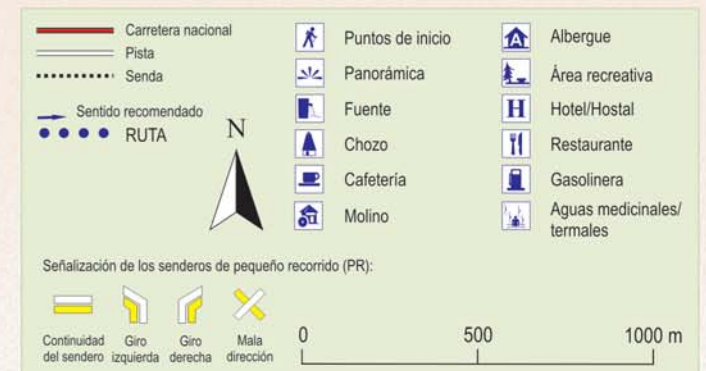 Carretera nacional
Pista
Senda
Sentido recomendado
RUTA
N
Puntos de inicio
Panorámica
Fuente
Chozo
Cafetería
Molino
A
Albergue
Área recreativa
H
Hotel/Hostal
Restaurante
Gasolinera
Aguas medicinales/
termales
Señalización de los senderos de pequeño recorrido (PR):
Continuidad
del sendero
Giro
izquierda
Giro
derecha
Mala
dirección
0 500 1000 m